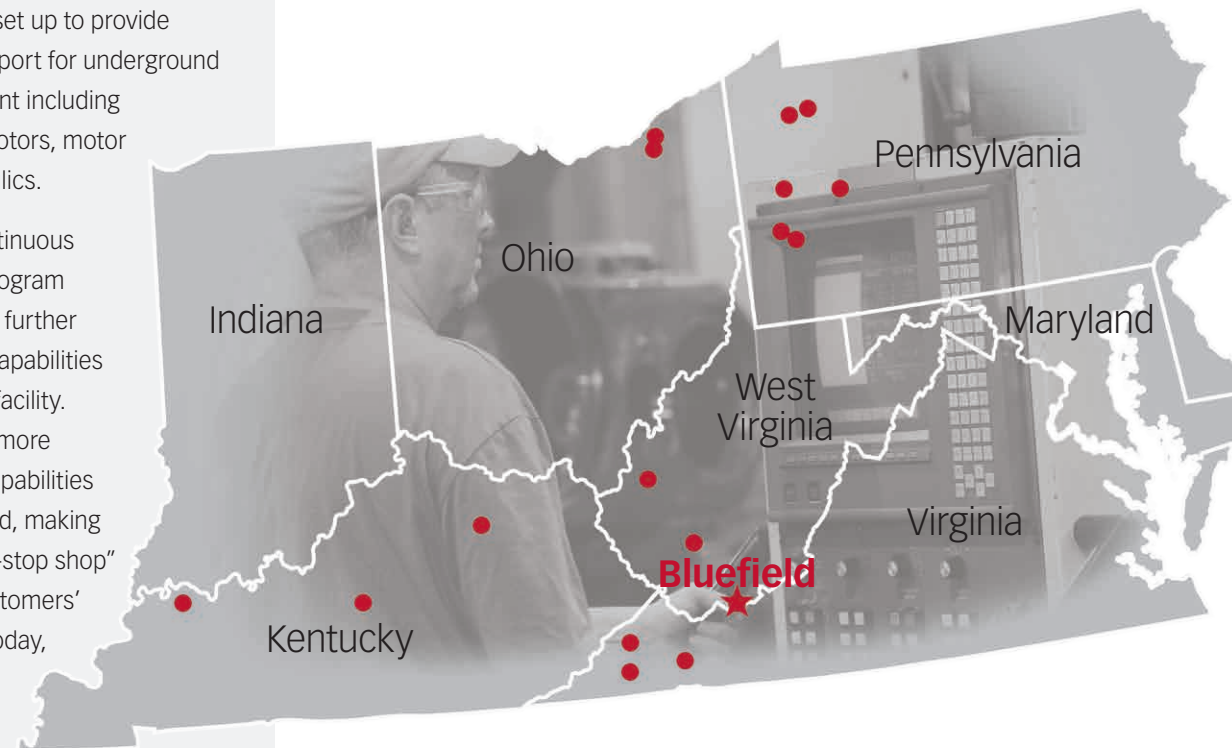 set up to provide
port for underground
nt including
otors, motor
lics.
tinuous
ogram
further
apabilities
facility.
more
pabilities
d, making
-stop shop”
tomers’
oday,
Pennsylvania
Ohio
Indiana
Maryland
West
Virginia
Virginia
Bluefield
Kentucky